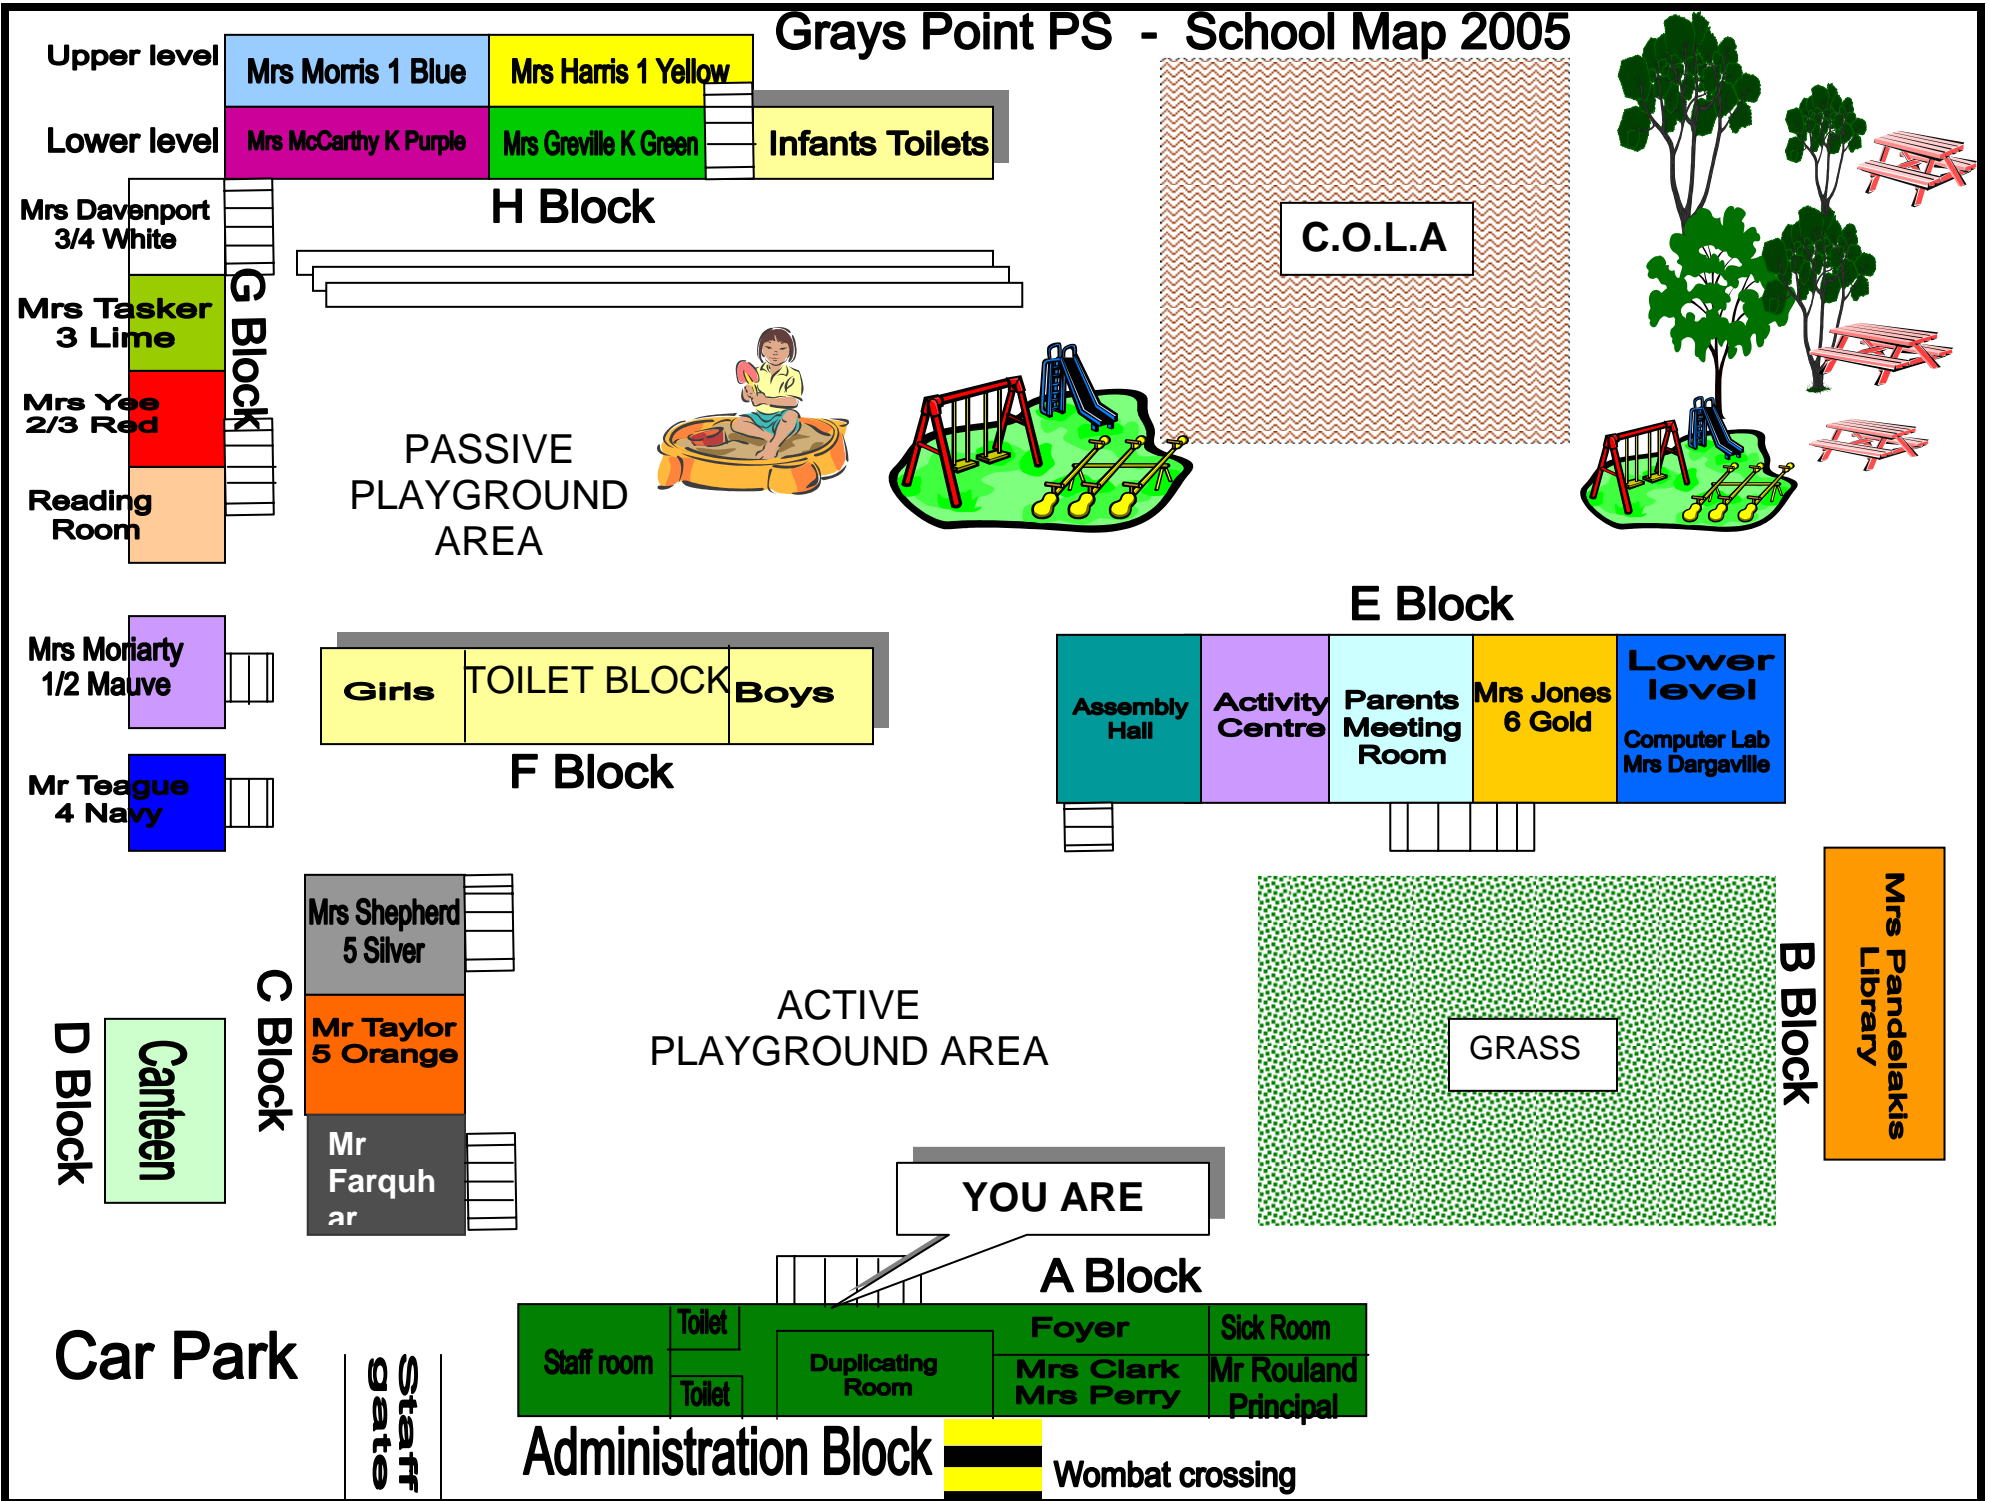 Grays Point PS - School Map 2005
Upper level
Mrs Morris 1 Blue
Mrs Harris 1 Yellow
Lower level
Mrs McCarthy K Purple
Mrs Greville K Green
Infants Toilets
H Block
Mrs Davenport
3/4 White
C.O.L.A
G Block
Mrs Tasker
3 Lime
Mrs Yee
2/3 Red
Reading
Room
PASSIVE
PLAYGROUND
AREA
E Block
Mrs Moriarty
1/2 Mauve
Girls
TOILET BLOCK
Boys
F Block
Assembly
Hall
Activity
Centre
Parents
Meeting
Room
Mrs Jones
6 Gold
Lower
level
Computer Lab
Mrs Dargaville
Mr Teague
4 Navy
Mrs Shepherd
5 Silver
C Block
Mr Taylor
5 Orange
D Block
Canteen
Mr
Farquh
ar
ACTIVE
PLAYGROUND AREA
GRASS
B Block
Mrs Pandelakis
Library
YOU ARE
A Block
Car Park
Staff
gate
Staff room
Toilet
Toilet
Duplicating
Room
Foyer
Sick Room
Mrs Clark
Mrs Perry
Mr Rouland
Principal
Administration Block
Wombat crossing